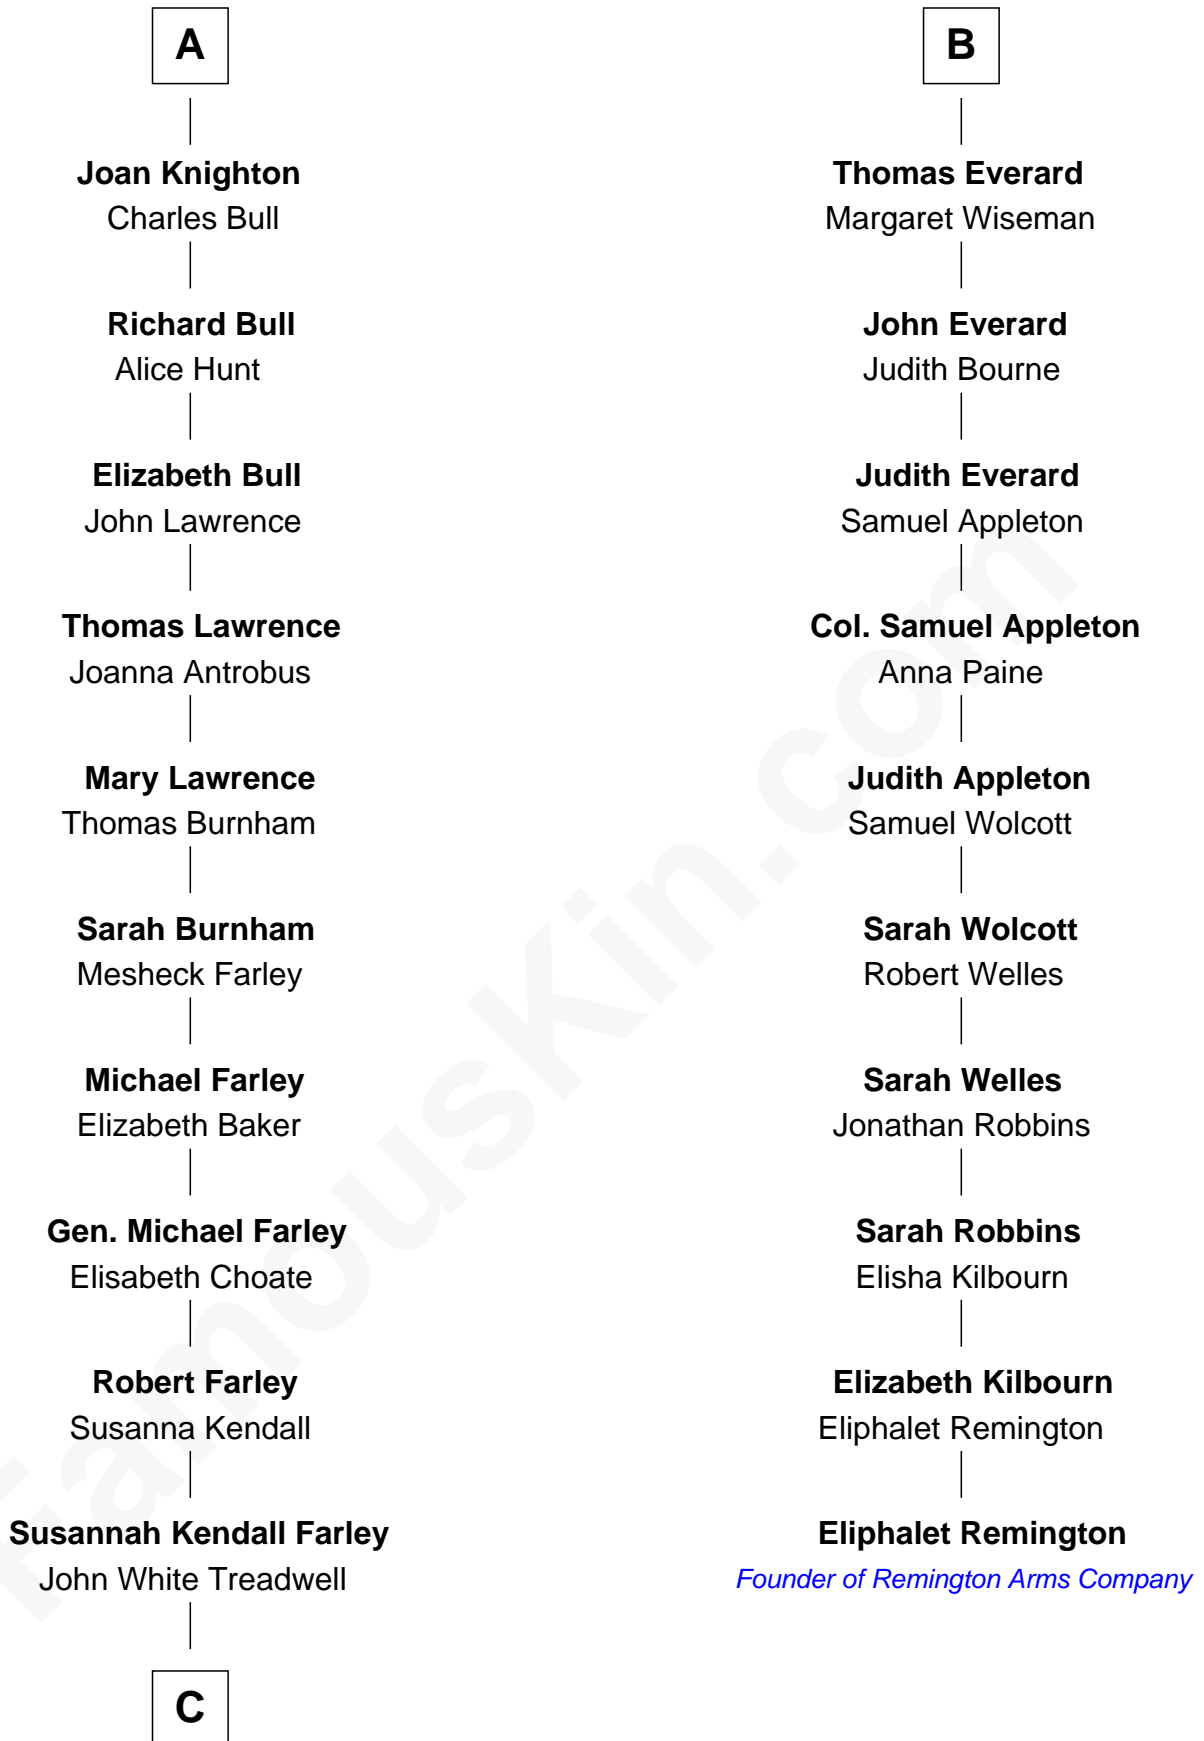 A
Joan Knighton
Charles Bull
Richard Bull
Alice Hunt
Elizabeth Bull
John Lawrence
Thomas Lawrence
Joanna Antrobus
Mary Lawrence
Thomas Burnham
Sarah Burnham
Mesheck Farley
Michael Farley
Elizabeth Baker
Gen. Michael Farley
Elisabeth Choate
Robert Farley
Susanna Kendall
Susannah Kendall Farley
John White Treadwell
C
B
Thomas Everard
Margaret Wiseman
John Everard
Judith Bourne
Judith Everard
Samuel Appleton
Col. Samuel Appleton
Anna Paine
Judith Appleton
Samuel Wolcott
Sarah Wolcott
Robert Welles
Sarah Welles
Jonathan Robbins
Sarah Robbins
Elisha Kilbourn
Elizabeth Kilbourn
Eliphalet Remington
Eliphalet Remington
Founder of Remington Arms Company
FamousKin.com